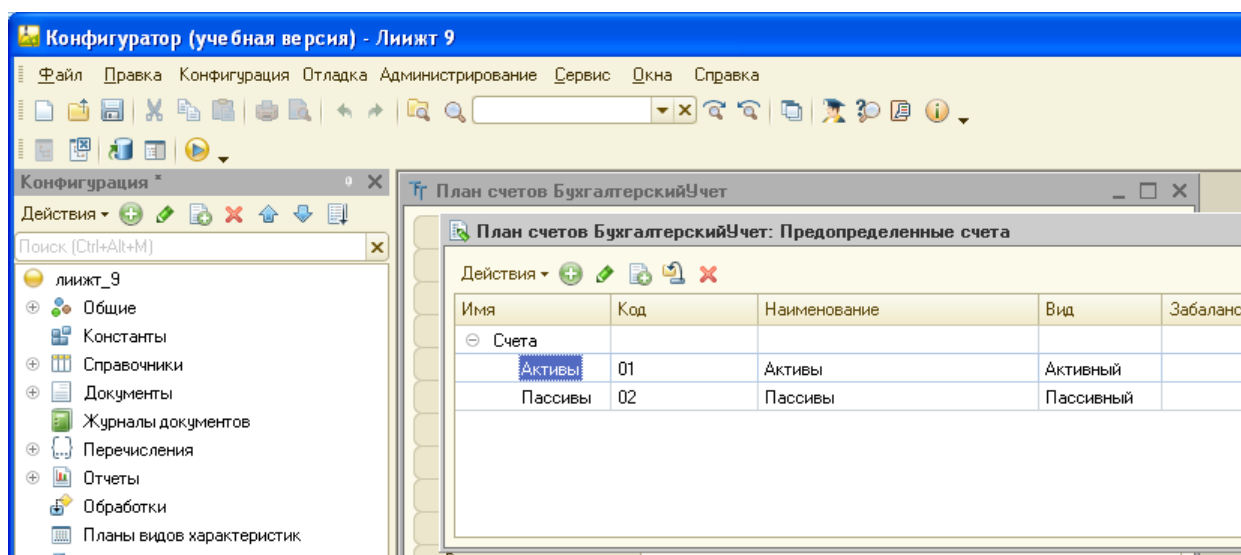 Конфигуратор (учебная версия) - Лиижт 9
Файл Правка Конфигурация Отладка Администрирование Сервис Окна Справка
Конфигурация *
Действия
Поиск (Ctrl+Alt+M)
лиижт_9
Общие
Константы
Справочники
Документы
Журналы документов
Перечисления
Отчеты
Обработки
Планы видов характеристик
План счетов БухгалтерскийУчет
План счетов БухгалтерскийУчет: Предопределенные счета
Действия
Имя Код Наименование Вид Забаланс
Счета
Активы 01 Активы Активный
Пассивы 02 Пассивы Пассивный